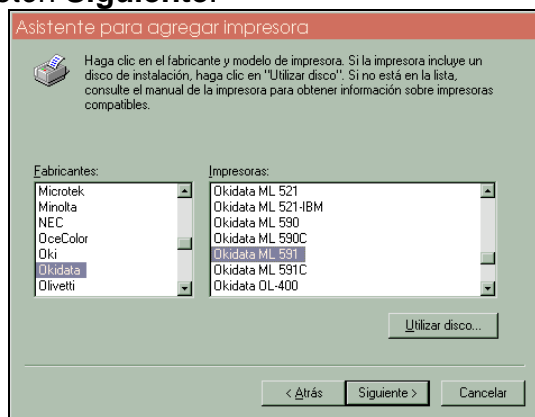 Siguiente.
Asistente para agregar impresora
Haga clic en el fabricante y modelo de impresora. Si la impresora incluye un
disco de instalación, haga clic en "Utilizar disco". Si no está en la lista,
consulte el manual de la impresora para obtener información sobre impresoras
compatibles.
Fabricantes:
Microtek
Minolta
NEC
OceColor
Oki
Okidata
Olivetti
Impresoras:
Okidata ML 521
Okidata ML 521-IBM
Okidata ML 590
Okidata ML 590C
Okidata ML 591
Okidata ML 591C
Okidata OL-400
Utilizar disco...
< Atrás
Siguiente >
Cancelar